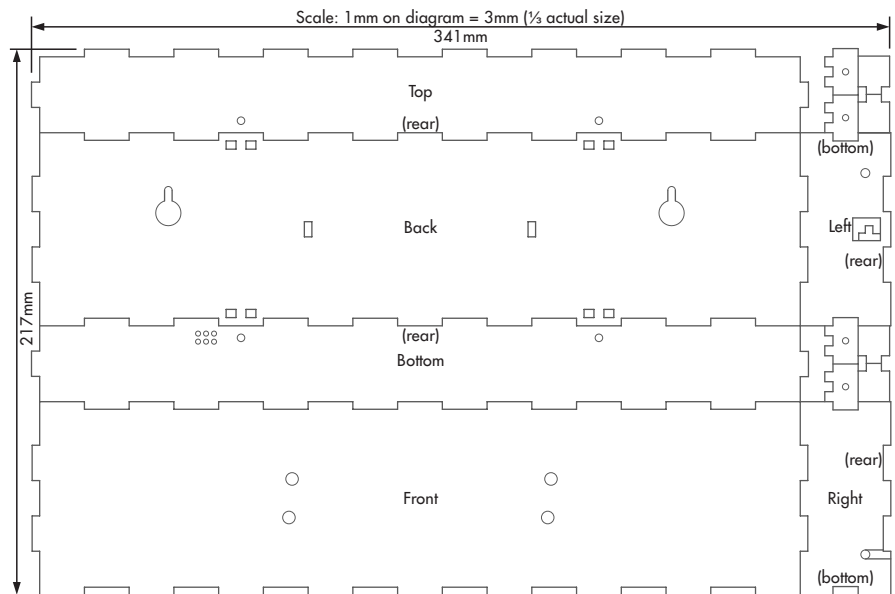 Scale: 1mm on diagram = 3mm (⅓ actual size)
341mm
Top
(rear)
(bottom)
Back
Left
(rear)
217mm
(rear)
Bottom
(rear)
Front
Right
(bottom)